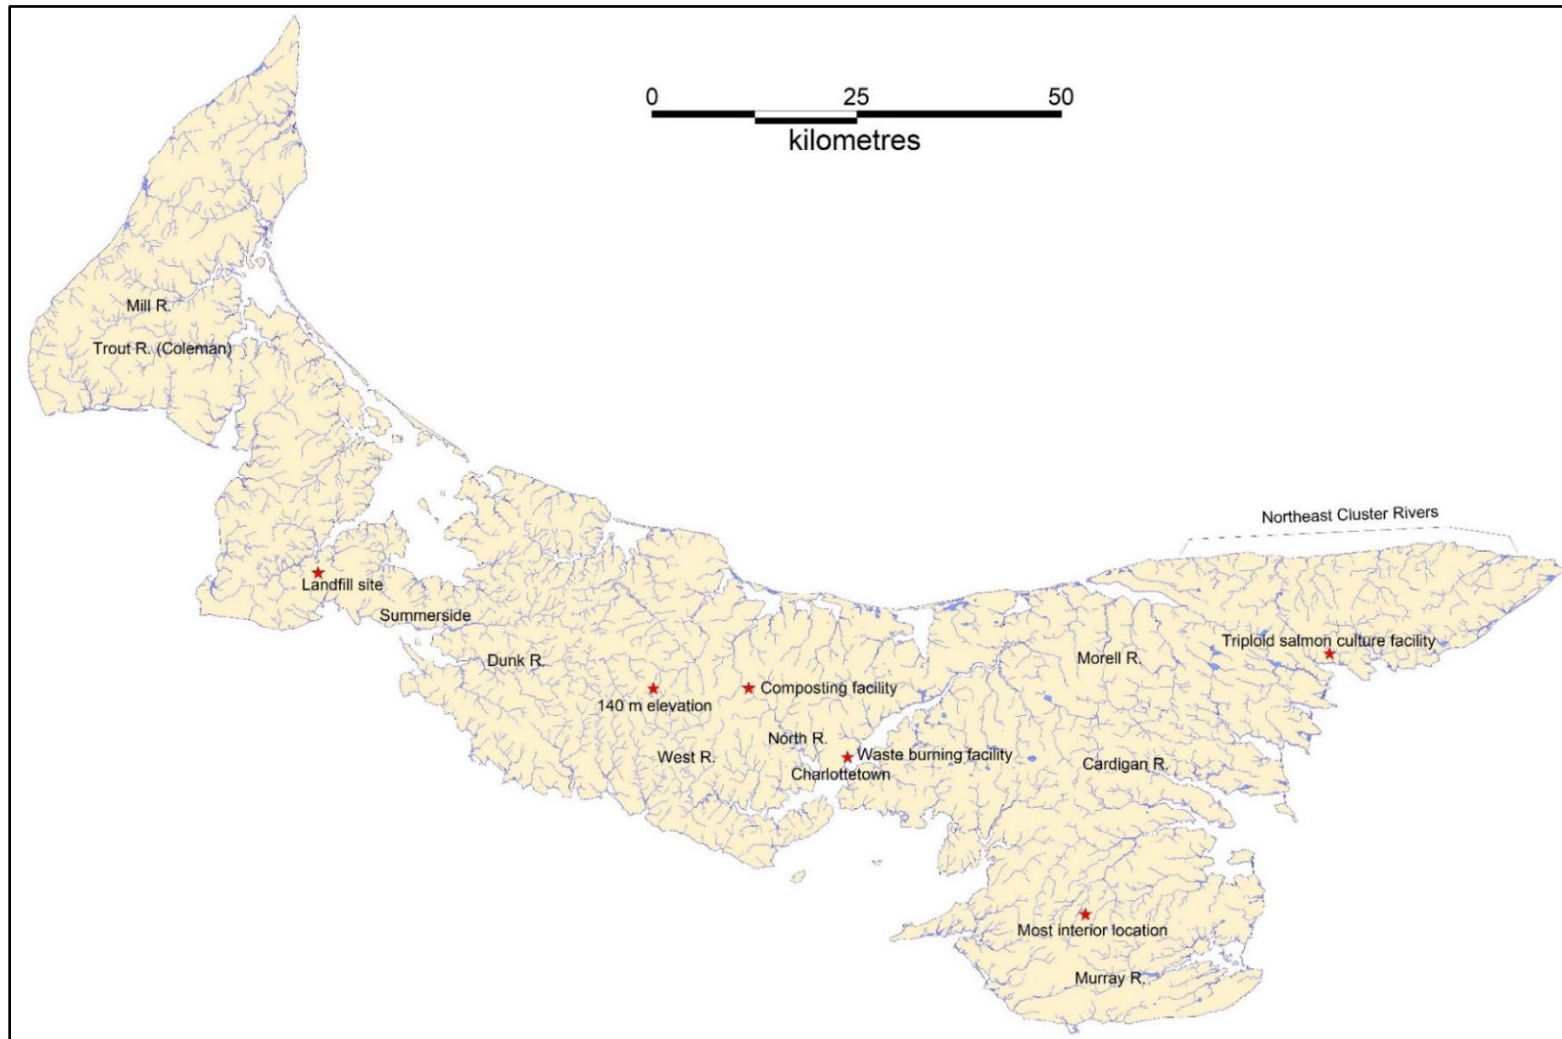 0 25 50
kilometres
Mill R.
Trout R. (Coleman)
Northeast Cluster Rivers
Landfill site
Summerside
Triploid salmon culture facility
Dunk R.
Morell R.
Composting facility
140 m elevation
North R.
West R.
Waste burning facility
Cardigan R.
Charlottetown
Most interior location
Murray R.